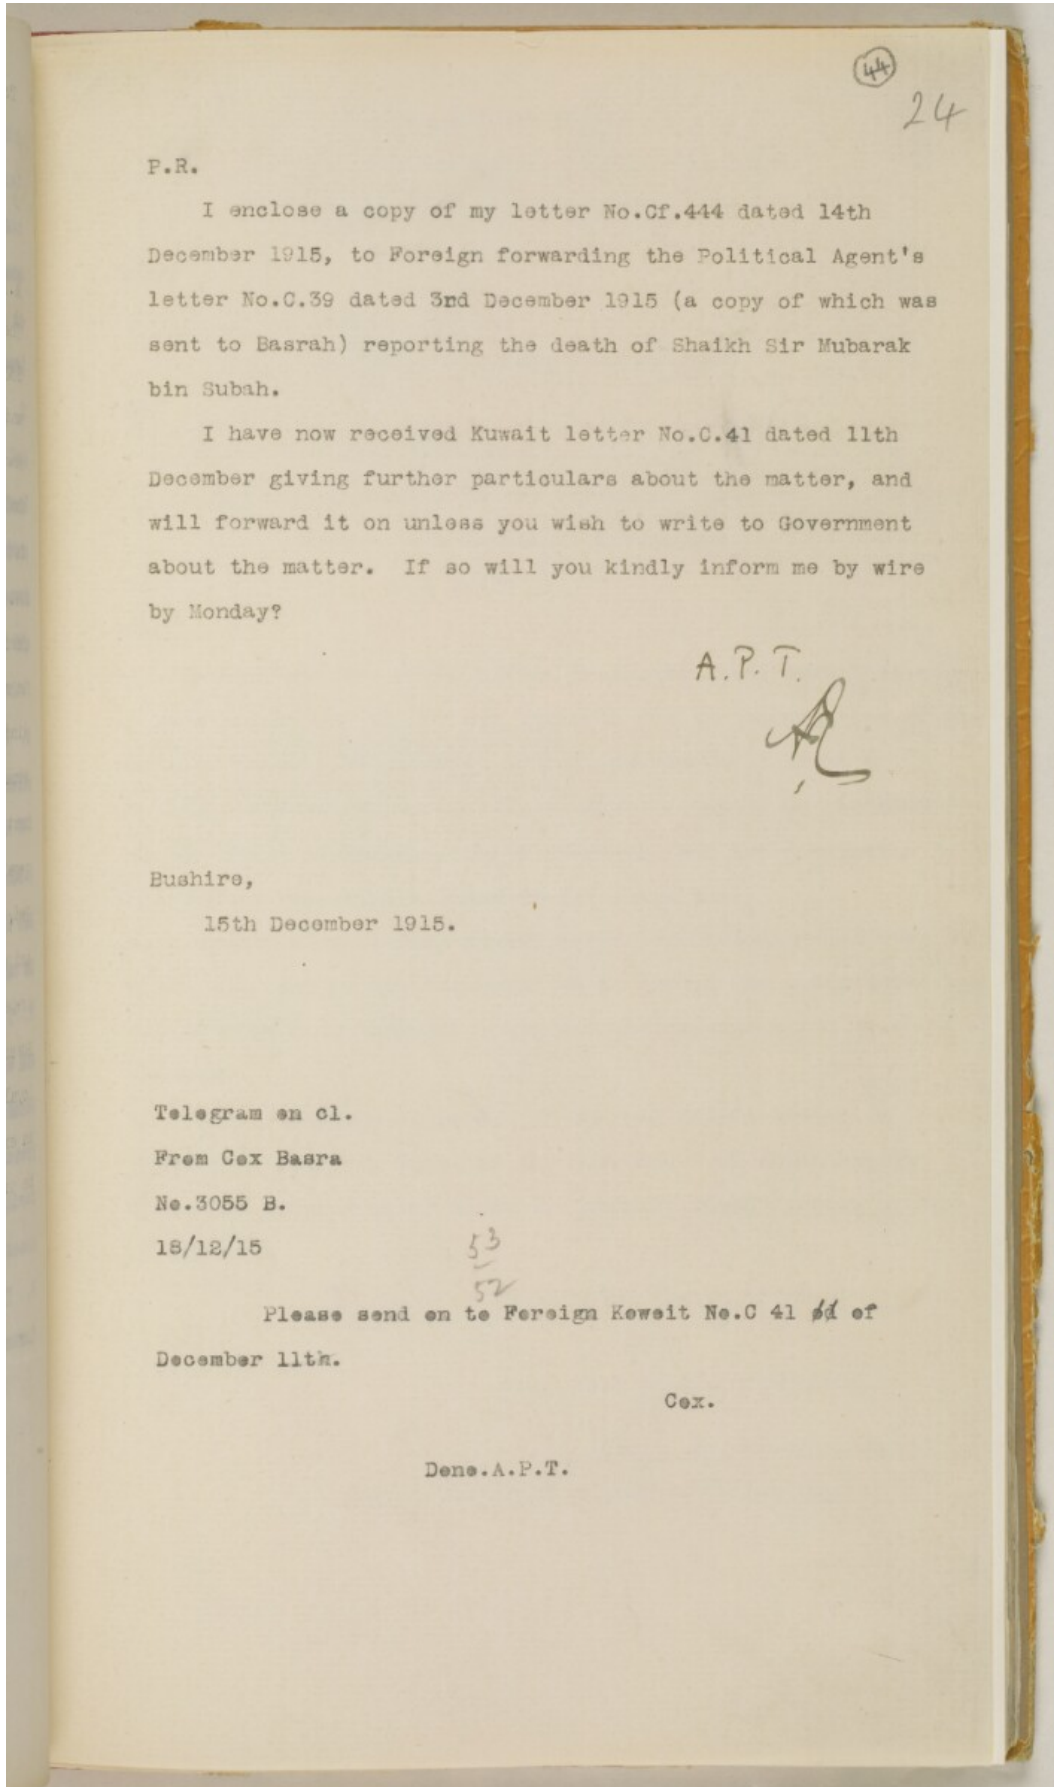 44
24
P.R.
I enclose a copy of my letter No.Cf.444 dated 14th
December 1915, to Foreign forwarding the Political Agent's
letter No.C.39 dated 3rd December 1915 (a copy of which was
sent to Basrah) reporting the death of Shaikh Sir Mubarak
bin Subah.
I have now received Kuwait letter No.C.41 dated 11th
December giving further particulars about the matter, and
will forward it on unless you wish to write to Government
about the matter. If so will you kindly inform me by wire
by Monday?
A.P.T.
Bushire,
15th December 1915.
Telegram en cl.
From Cox Basra
No.3055 B.
18/12/15
53
52
Please send on to Foreign Koweit No.C 41 of
December 11th.
Cox.
Done.A.P.T.